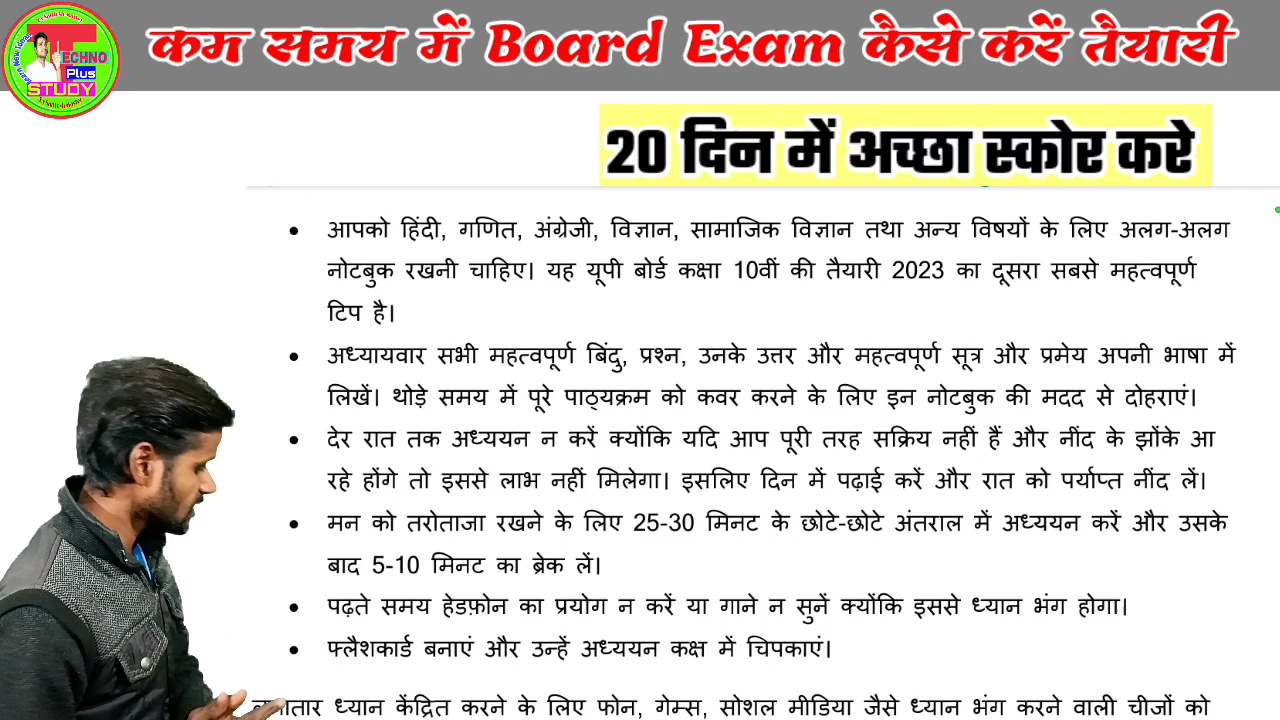 कम समय में Board Exam कैसे करें तैयारी
TECHNO
Plus
STUDY
20 दिन में अच्छा स्कोर करे
• आपको हिंदी, गणित, अंग्रेजी, विज्ञान, सामाजिक विज्ञान तथा अन्य विषयों के लिए अलग-अलग
नोटबुक रखनी चाहिए। यह यूपी बोर्ड कक्षा 10वीं की तैयारी 2023 का दूसरा सबसे महत्वपूर्ण
टिप है।
• अध्यायवार सभी महत्वपूर्ण बिंदु, प्रश्न, उनके उत्तर और महत्वपूर्ण सूत्र और प्रमेय अपनी भाषा में
लिखें। थोड़े समय में पूरे पाठ्यक्रम को कवर करने के लिए इन नोटबुक की मदद से दोहराएं।
• देर रात तक अध्ययन न करें क्योंकि यदि आप पूरी तरह सक्रिय नहीं हैं और नींद के झोंके आ
रहे होंगे तो इससे लाभ नहीं मिलेगा। इसलिए दिन में पढ़ाई करें और रात को पर्याप्त नींद लें।
• मन को तरोताजा रखने के लिए 25-30 मिनट के छोटे-छोटे अंतराल में अध्ययन करें और उसके
बाद 5-10 मिनट का ब्रेक लें।
• पढ़ते समय हेडफ़ोन का प्रयोग न करें या गाने न सुनें क्योंकि इससे ध्यान भंग होगा।
• फ्लैशकार्ड बनाएं और उन्हें अध्ययन कक्ष में चिपकाएं।
ध्यान केंद्रित करने के लिए फोन, गेम्स, सोशल मीडिया जैसे ध्यान भंग करने वाली चीजों को